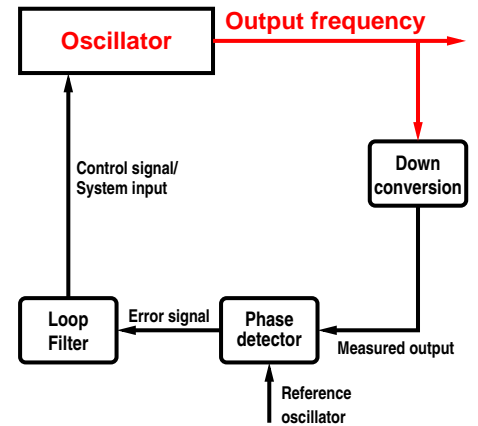 Output frequency
Oscillator
Control signal/
System input
Down
conversion
Loop
Filter
Error signal
Phase
detector
Measured output
Reference
oscillator